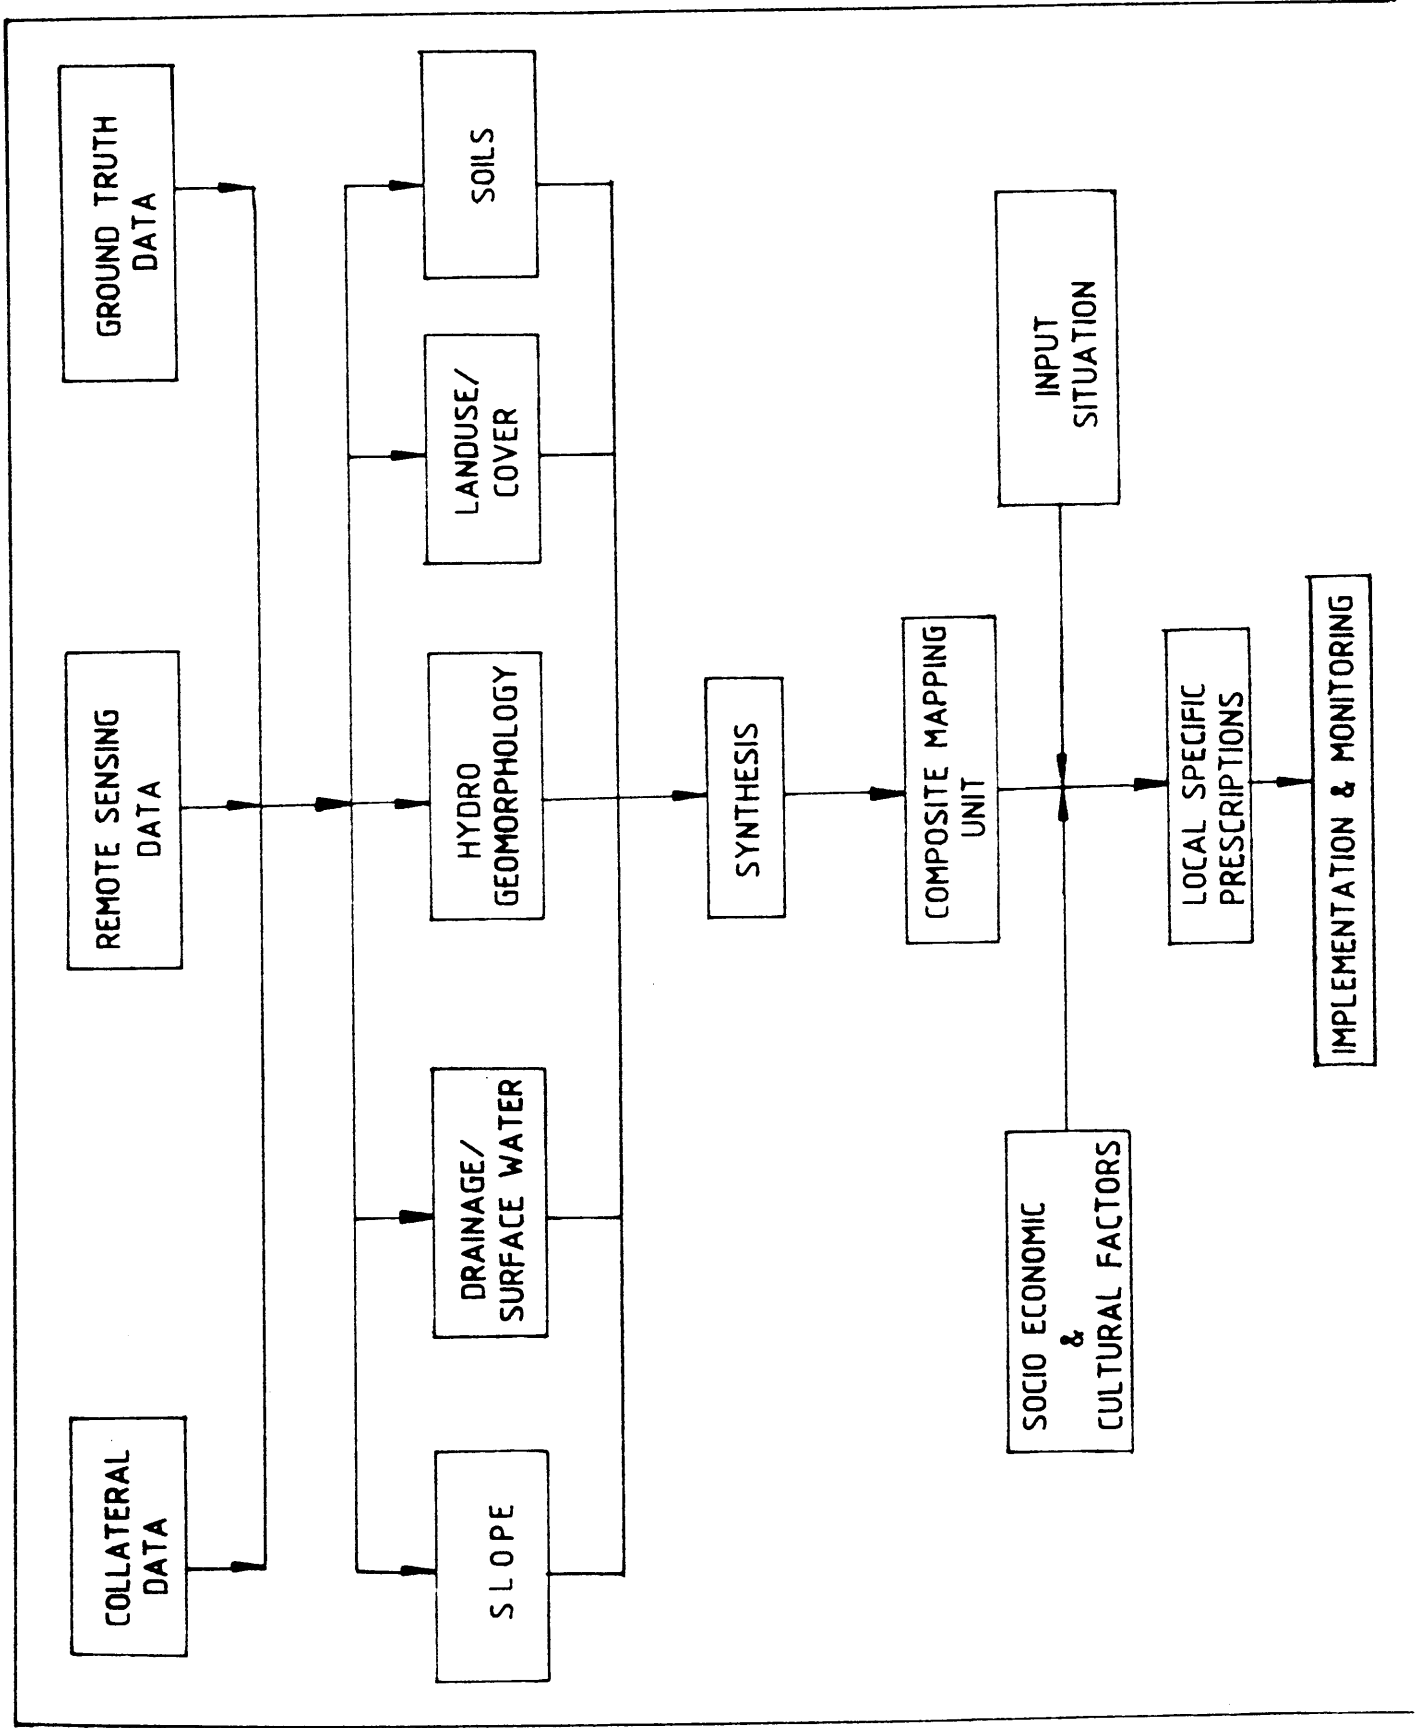 COLLATERAL
DATA
REMOTE SENSING
DATA
GROUND TRUTH
DATA
SLOPE
DRAINAGE/
SURFACE WATER
HYDRO
GEOMORPHOLOGY
LANDUSE/
COVER
SOILS
SYNTHESIS
COMPOSITE MAPPING
UNIT
SOCIO ECONOMIC
&
CULTURAL FACTORS
INPUT
SITUATION
LOCAL SPECIFIC
PRESCRIPTIONS
IMPLEMENTATION & MONITORING